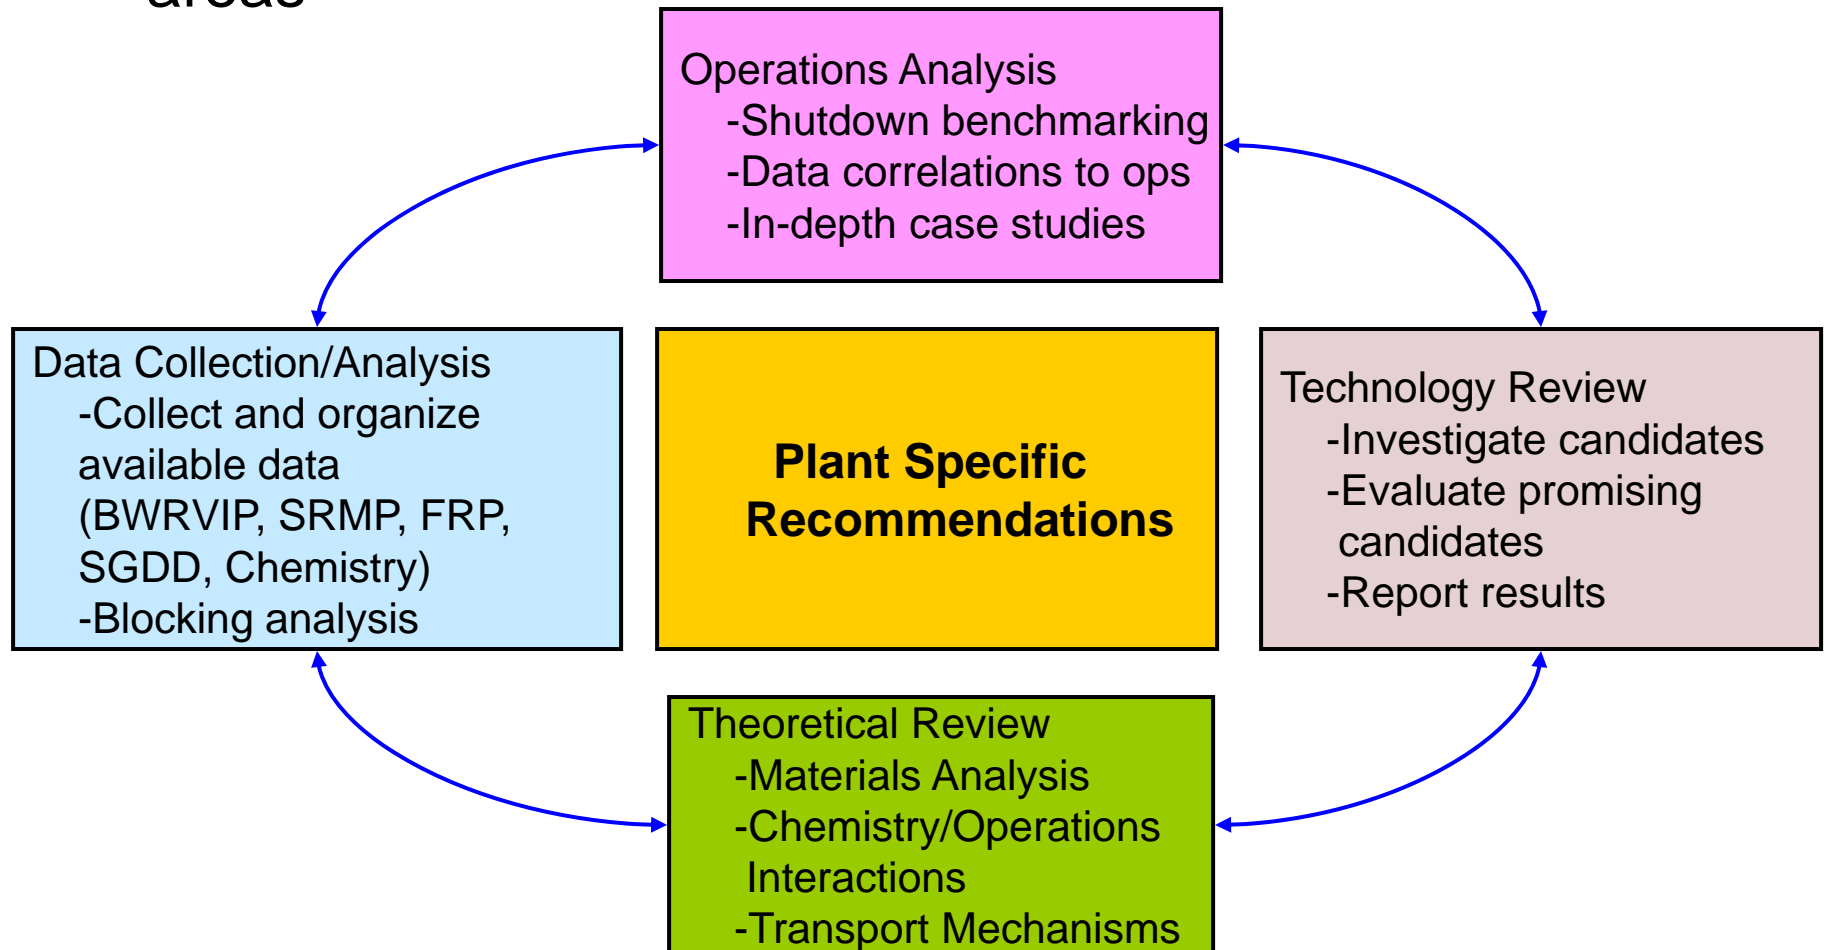 areas
Operations Analysis
-Shutdown benchmarking
-Data correlations to ops
-In-depth case studies
Data Collection/Analysis
-Collect and organize
available data
(BWRVIP, SRMP, FRP,
SGDD, Chemistry)
-Blocking analysis
Plant Specific
Recommendations
Technology Review
-Investigate candidates
-Evaluate promising
candidates
-Report results
Theoretical Review
-Materials Analysis
-Chemistry/Operations
Interactions
-Transport Mechanisms